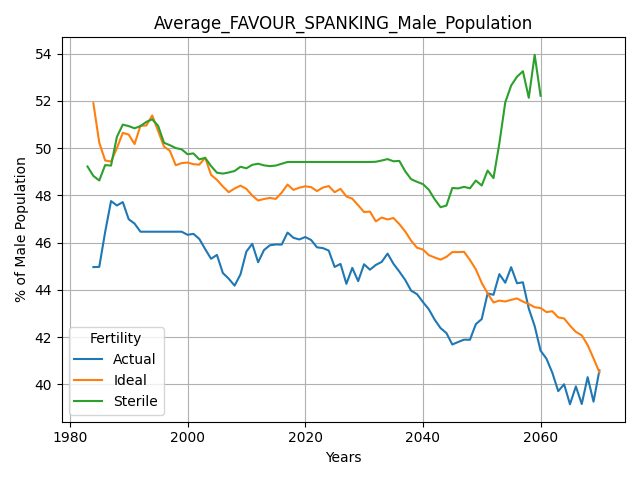 Average_FAVOUR_SPANKING_Male_Population
% of Male Population
54
52
50
48
46
44
42
40
Fertility
Actual
Ideal
Sterile
1980
2000
2020
2040
2060
Years